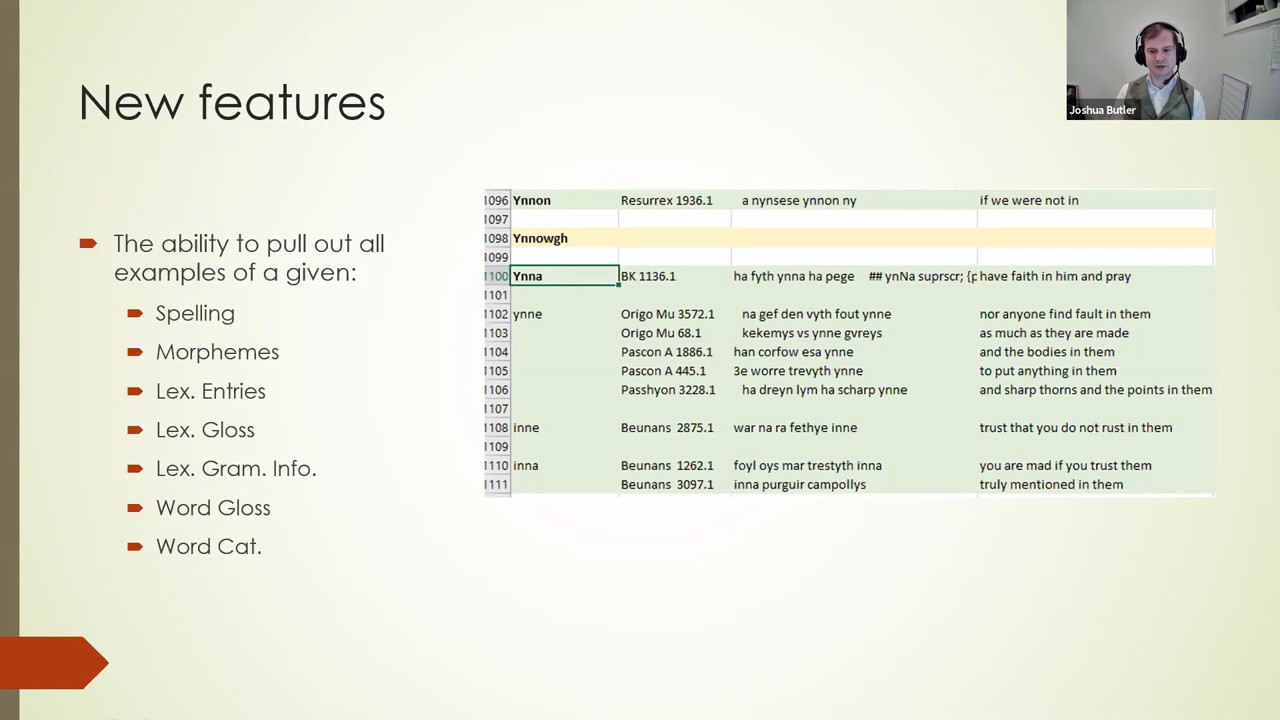 New features
Joshua Butler
The ability to pull out all
examples of a given:
Spelling
Morphemes
Lex. Entries
Lex. Gloss
Lex. Gram. Info.
Word Gloss
Word Cat.
1096 Ynnon Resurrex 1936.1 a nynsese ynnon ny if we were not in
1097
1098 Ynnowgh
1099
1100 Ynna BK 1136.1 ha fyth ynna ha pege ## ynNa suprscr; {p have faith in him and pray
1101
1102 ynne Origo Mu 3572.1 na gef den vyth fout ynne nor anyone find fault in them
1103 Origo Mu 68.1 kekemys vs ynne gvreys as much as they are made
1104 Pascon A 1886.1 han corfow esa ynne and the bodies in them
1105 Pascon A 445.1 3e worre trevyth ynne to put anything in them
1106 Passhyon 3228.1 ha dreyn lym ha scharp ynne and sharp thorns and the points in them
1107
1108 inne Beunans 2875.1 war na ra fethye inne trust that you do not rust in them
1109
1110 inna Beunans 1262.1 foyl oys mar trestyth inna you are mad if you trust them
1111 Beunans 3097.1 inna purguir campollys truly mentioned in them